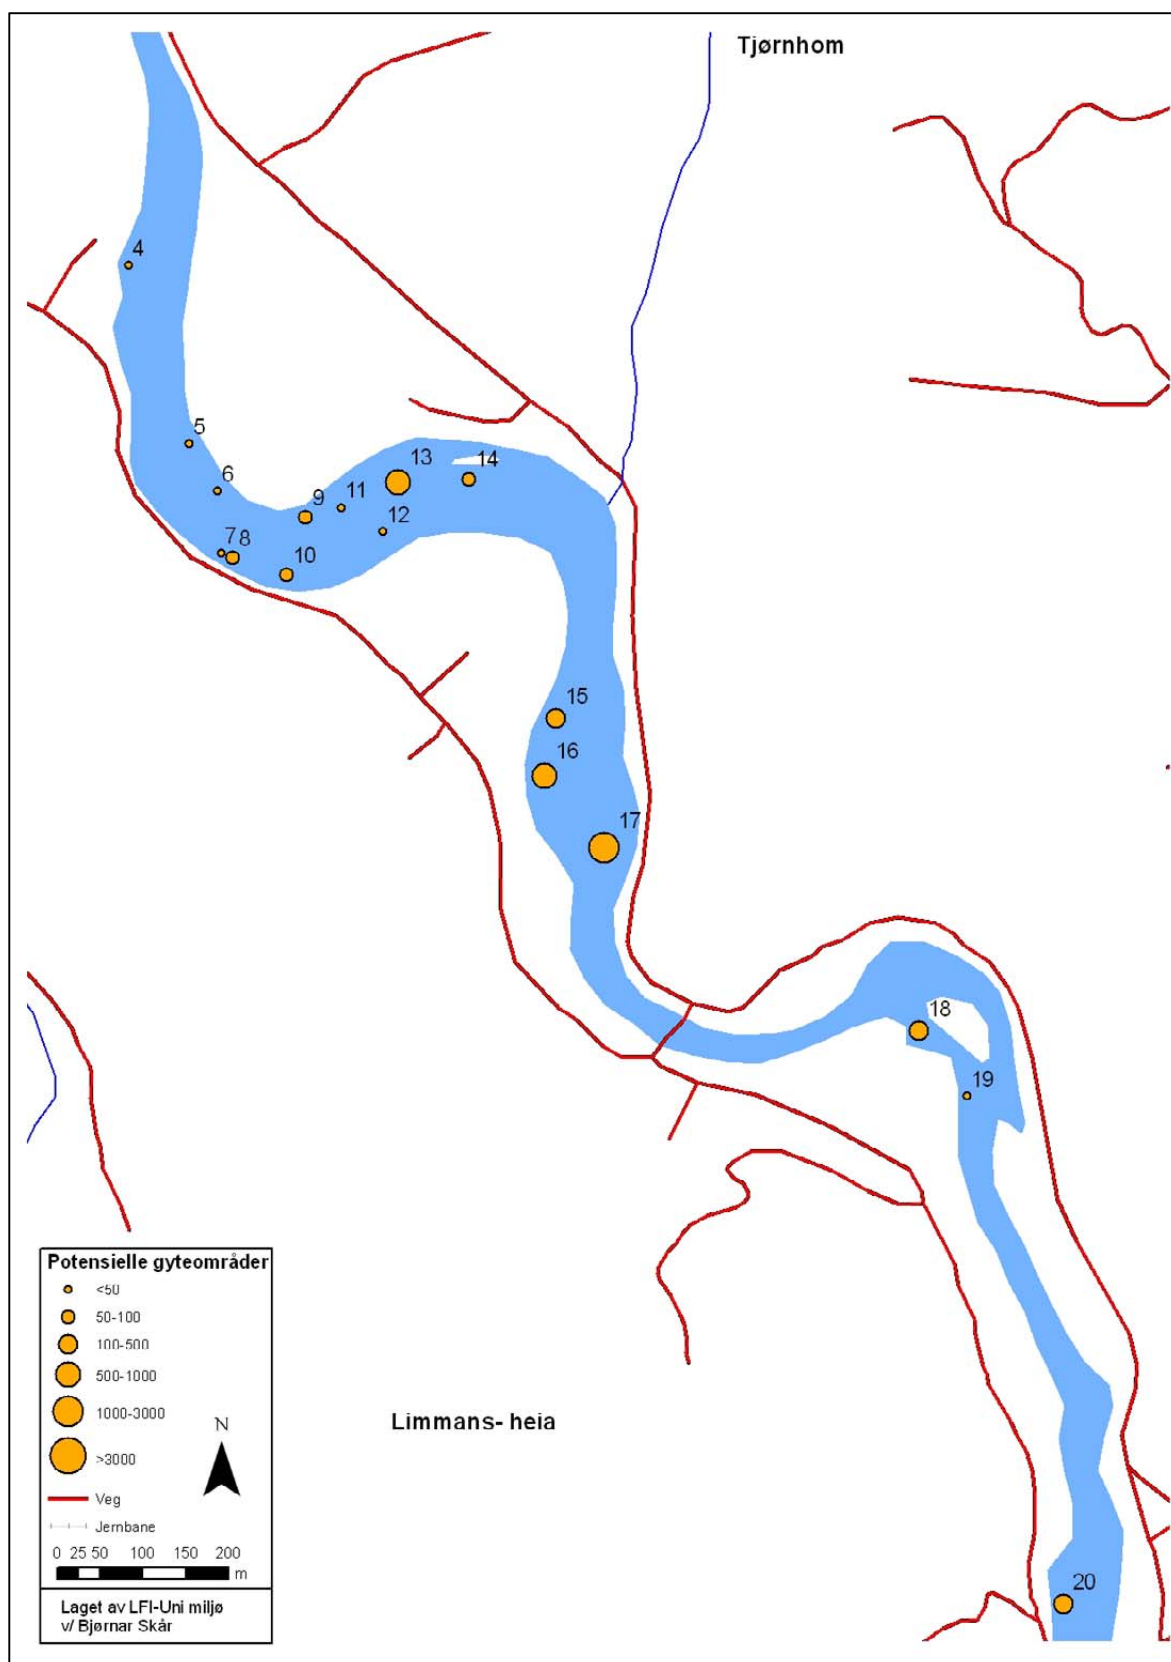 Tjørnhom
4
5
6
7
8
9
10
11
12
13
14
15
16
17
18
19
20
Limmans- heia
Potensielle gyteområder
<50
50-100
100-500
500-1000
1000-3000
>3000
Veg
Jernbane
N
0 25 50 100 150 200
m
Laget av LFI-Uni miljø
v/ Bjørnar Skår